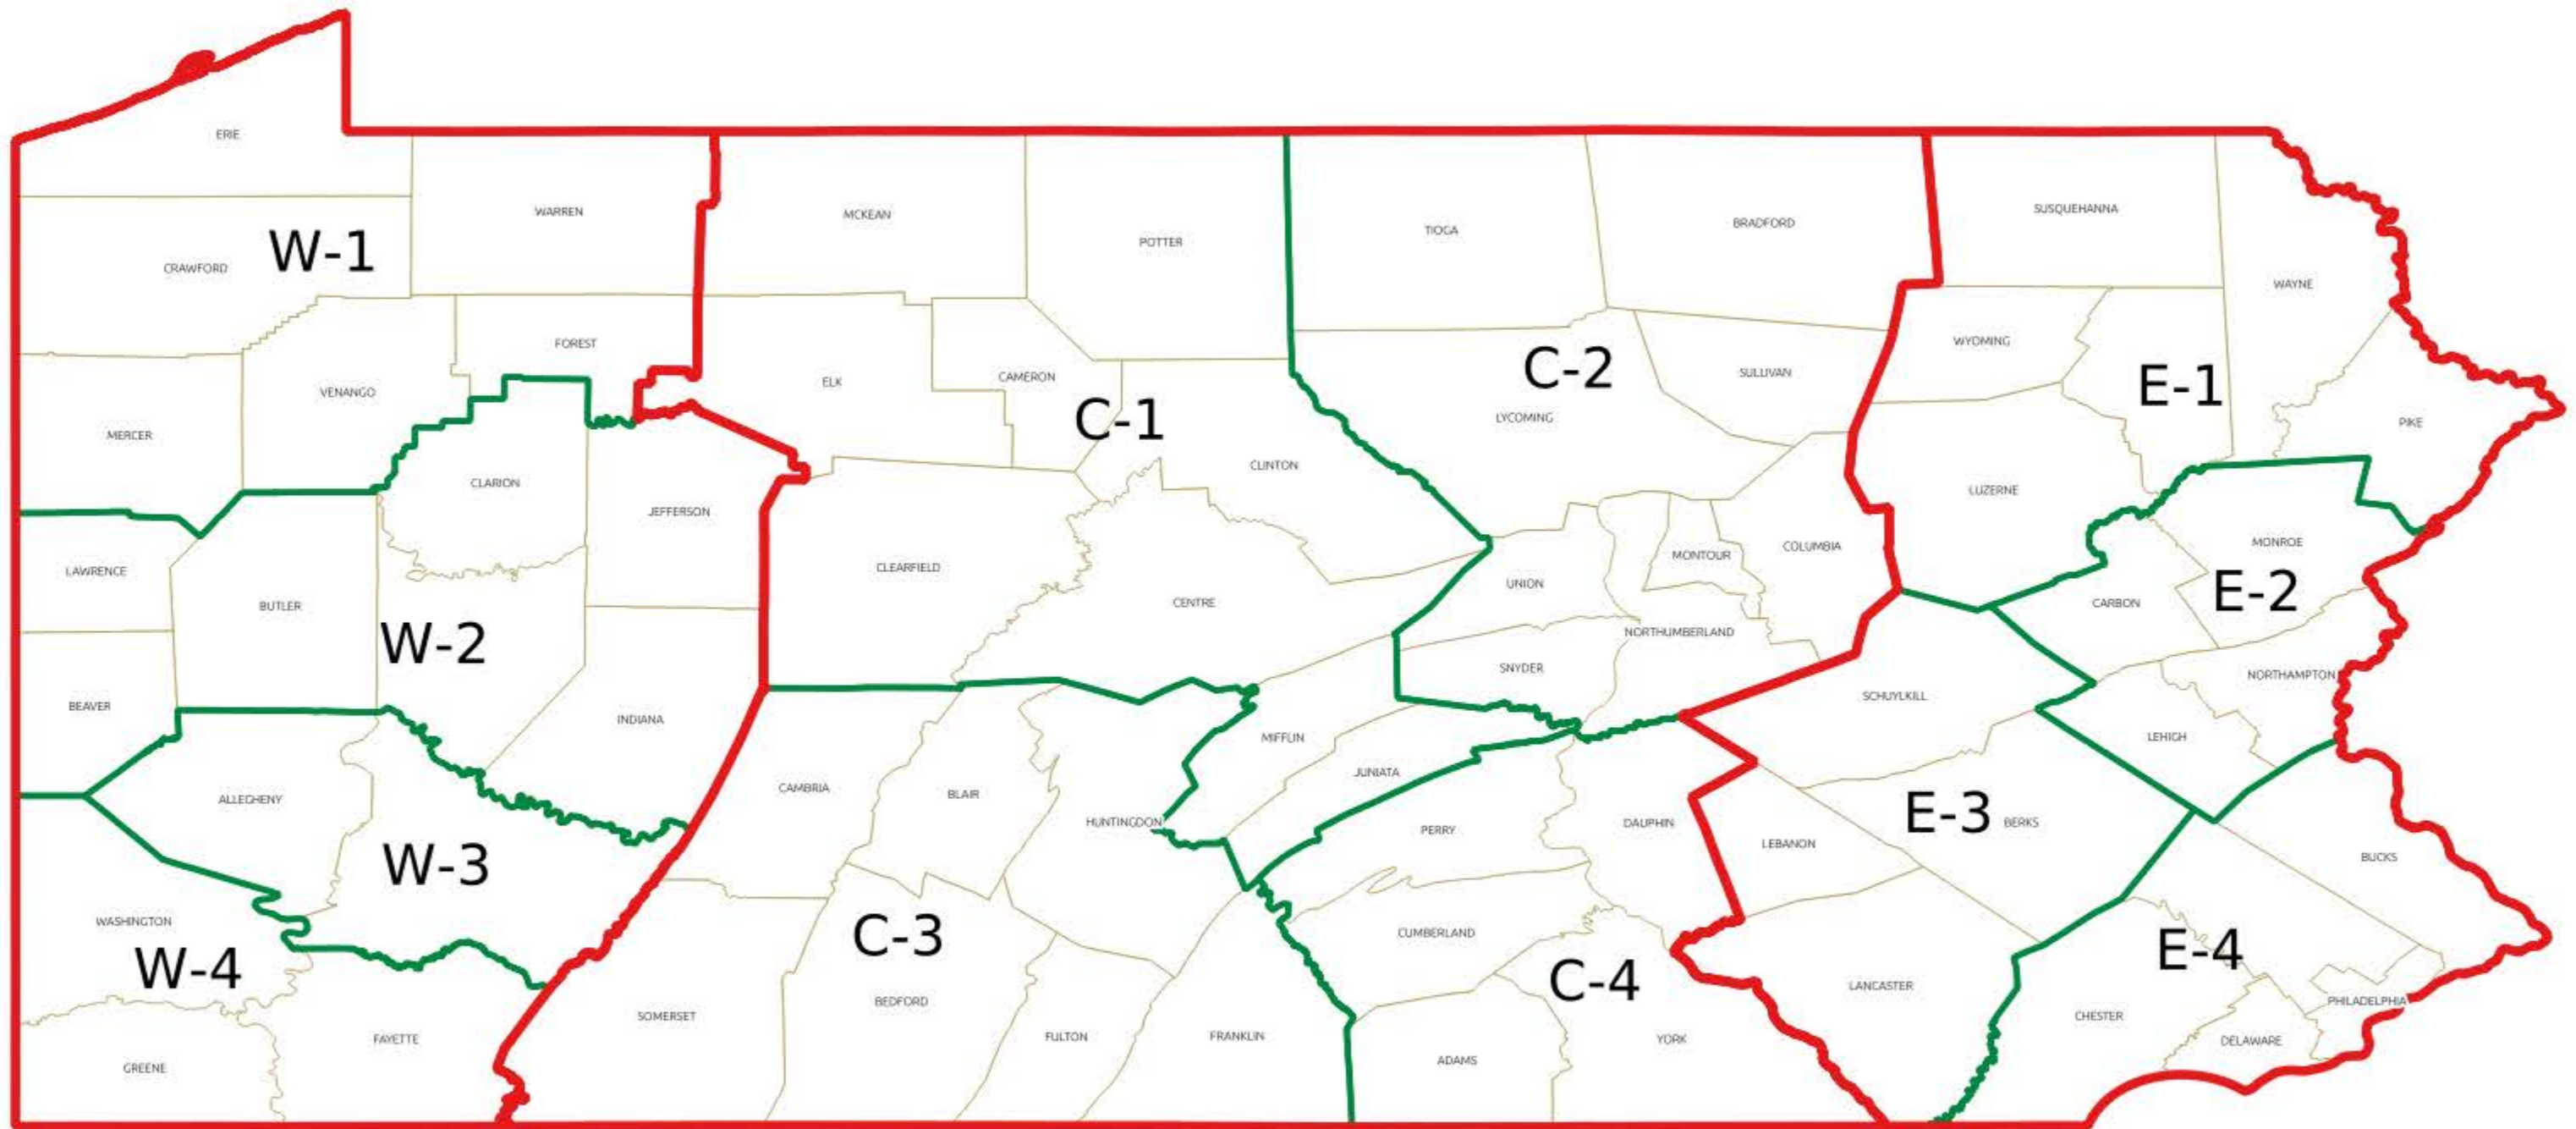 ERIE
WARREN
MCKEAN
POTTER
TIOGA
BRADFORD
SUSQUEHANNA
WAYNE
CRAWFORD
W-1
FOREST
VENANGO
MERCER
ELK
CAMERON
C-1
CLINTON
C-2
LYCOMING
SULLIVAN
WYOMING
E-1
PIKE
LUZERNE
CLARION
JEFFERSON
LAWRENCE
BUTLER
W-2
BEAVER
INDIANA
CLEARFIELD
CENTRE
UNION
MONTOUR
COLUMBIA
NORTHUMBERLAND
SNYDER
MONROE
E-2
CARBON
NORTHAMPTON
SCHUYLKILL
LEHIGH
ALLEGHENY
W-3
CAMBRIA
BLAIR
HUNTINGDON
MIFFLIN
JUNIATA
PERRY
DAUPHIN
LEBANON
E-3
BERKS
BUCKS
WASHINGTON
W-4
C-3
CUMBERLAND
C-4
E-4
LANCASTER
SOMERSET
BEDFORD
FULTON
FRANKLIN
ADAMS
YORK
CHESTER
PHILADELPHIA
DELAWARE
FAYETTE
GREENE